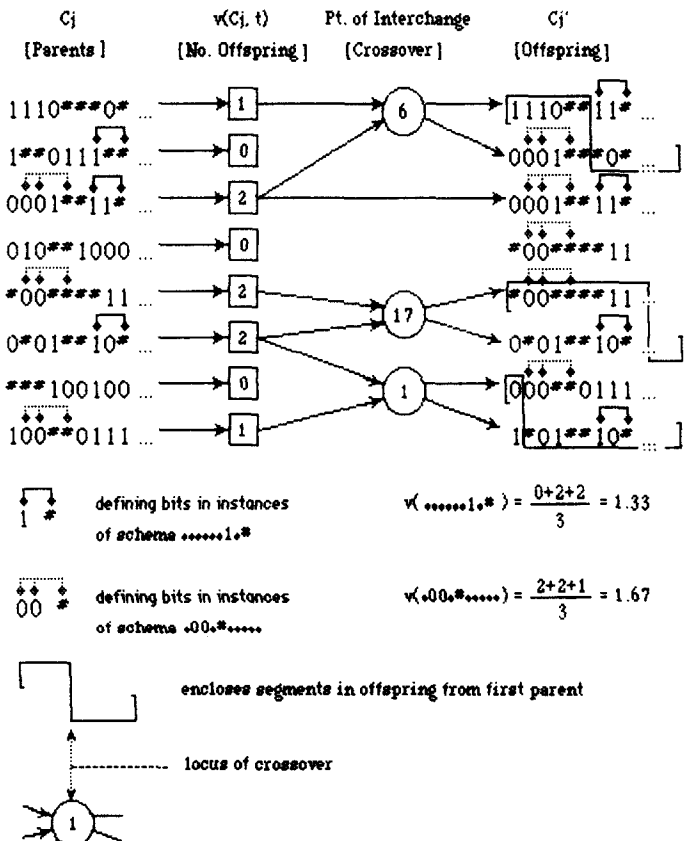 Cj v(Cj, t) Pt. of Interchange Cj'
[Parents] [No. Offspring] [Crossover] [Offspring]
1110###0# ... 1 6 1110##11# ...
1##0111## ... 0 0001###0# ...
0001##11# ... 2 0001##11# ...
010##1000 ... 0 #00####11
#00####11 ... 2 17 #00####11 ...
0#01##10# ... 2 0#01##10# ...
###100100 ... 0 1 000##0111 ...
100##0111 ... 1 1#01##10# ...
1 # defining bits in instances v(⬩⬩⬩⬩⬩⬩1⬩#) = 0+2+2 / 3 = 1.33
of schema ⬩⬩⬩⬩⬩⬩1⬩#
00 # defining bits in instances v(⬩00⬩#⬩⬩⬩⬩⬩) = 2+2+1 / 3 = 1.67
of schema ⬩00⬩#⬩⬩⬩⬩⬩
encloses segments in offspring from first parent
locus of crossover
1